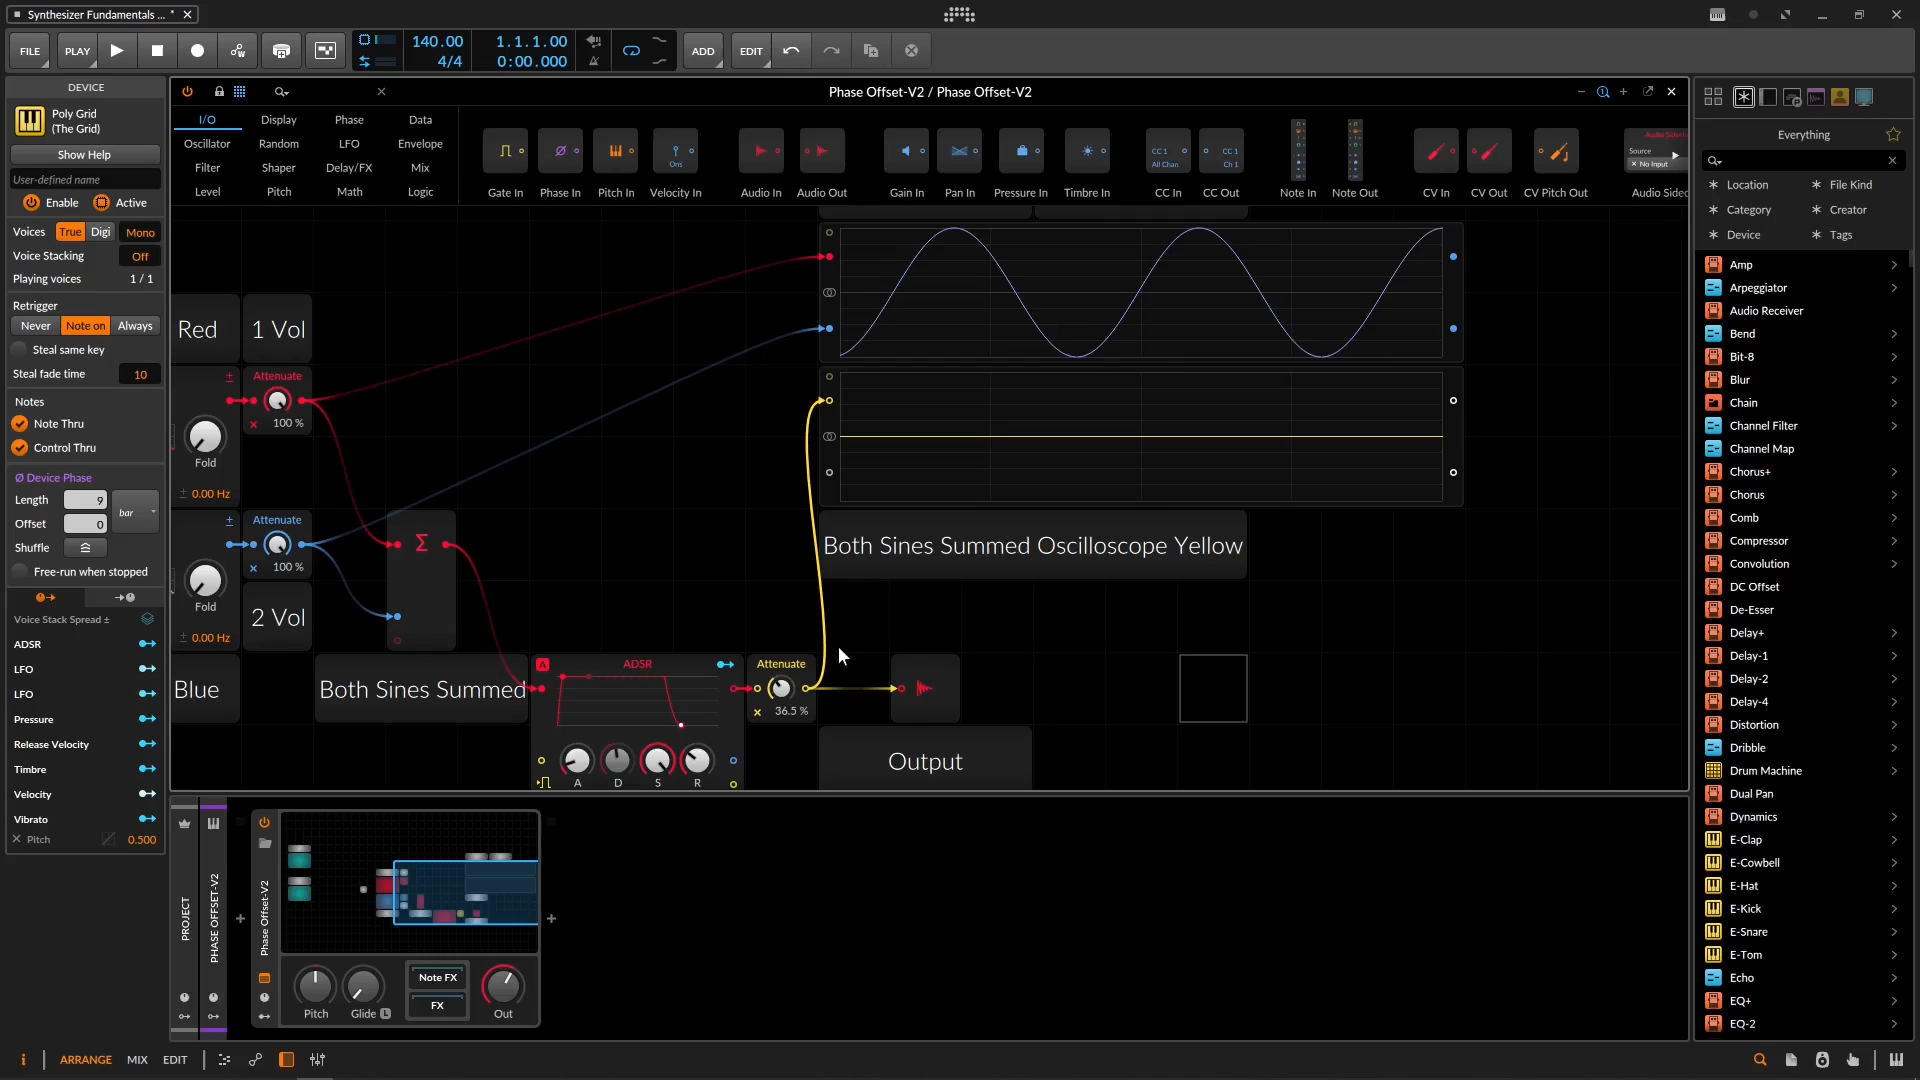 Synthesizer Fundamentals ... *
FILE
PLAY
140.00
4/4
1.1.1.00
0:00.000
ADD
EDIT
DEVICE
Poly Grid
(The Grid)
Show Help
User-defined name
Enable
Active
Voices
True
Digi
Mono
Voice Stacking
Off
Playing voices
1 / 1
Retrigger
Never
Note on
Always
Steal same key
Steal fade time
10
Notes
Note Thru
Control Thru
Ø Device Phase
Length
9
bar
Offset
0
Shuffle
Free-run when stopped
Voice Stack Spread ±
ADSR
LFO
LFO
Pressure
Release Velocity
Timbre
Velocity
Vibrato
Pitch
0.500
Phase Offset-V2 / Phase Offset-V2
I/O
Display
Phase
Data
Oscillator
Random
LFO
Envelope
Filter
Shaper
Delay/FX
Mix
Level
Pitch
Math
Logic
Gate In
Phase In
Pitch In
Ons
Velocity In
Audio In
Audio Out
Gain In
Pan In
Pressure In
Timbre In
CC 1
All Chan
CC In
CC 1
Ch 1
CC Out
Note In
Note Out
CV In
CV Out
CV Pitch Out
Source
No Input
Audio Sidec
Red
1 Vol
Attenuate
100 %
Fold
± 0.00 Hz
Attenuate
100 %
Fold
± 0.00 Hz
2 Vol
Blue
Σ
Both Sines Summed
Both Sines Summed Oscilloscope Yellow
A
ADSR
A
D
S
R
Attenuate
36.5 %
Output
PROJECT
PHASE OFFSET-V2
Phase Offset-V2
Pitch
Glide
L
Note FX
FX
Out
Everything
Location
File Kind
Category
Creator
Device
Tags
Amp
Arpeggiator
Audio Receiver
Bend
Bit-8
Blur
Chain
Channel Filter
Channel Map
Chorus+
Chorus
Comb
Compressor
Convolution
DC Offset
De-Esser
Delay+
Delay-1
Delay-2
Delay-4
Distortion
Dribble
Drum Machine
Dual Pan
Dynamics
E-Clap
E-Cowbell
E-Hat
E-Kick
E-Snare
E-Tom
Echo
EQ+
EQ-2
i
ARRANGE
MIX
EDIT